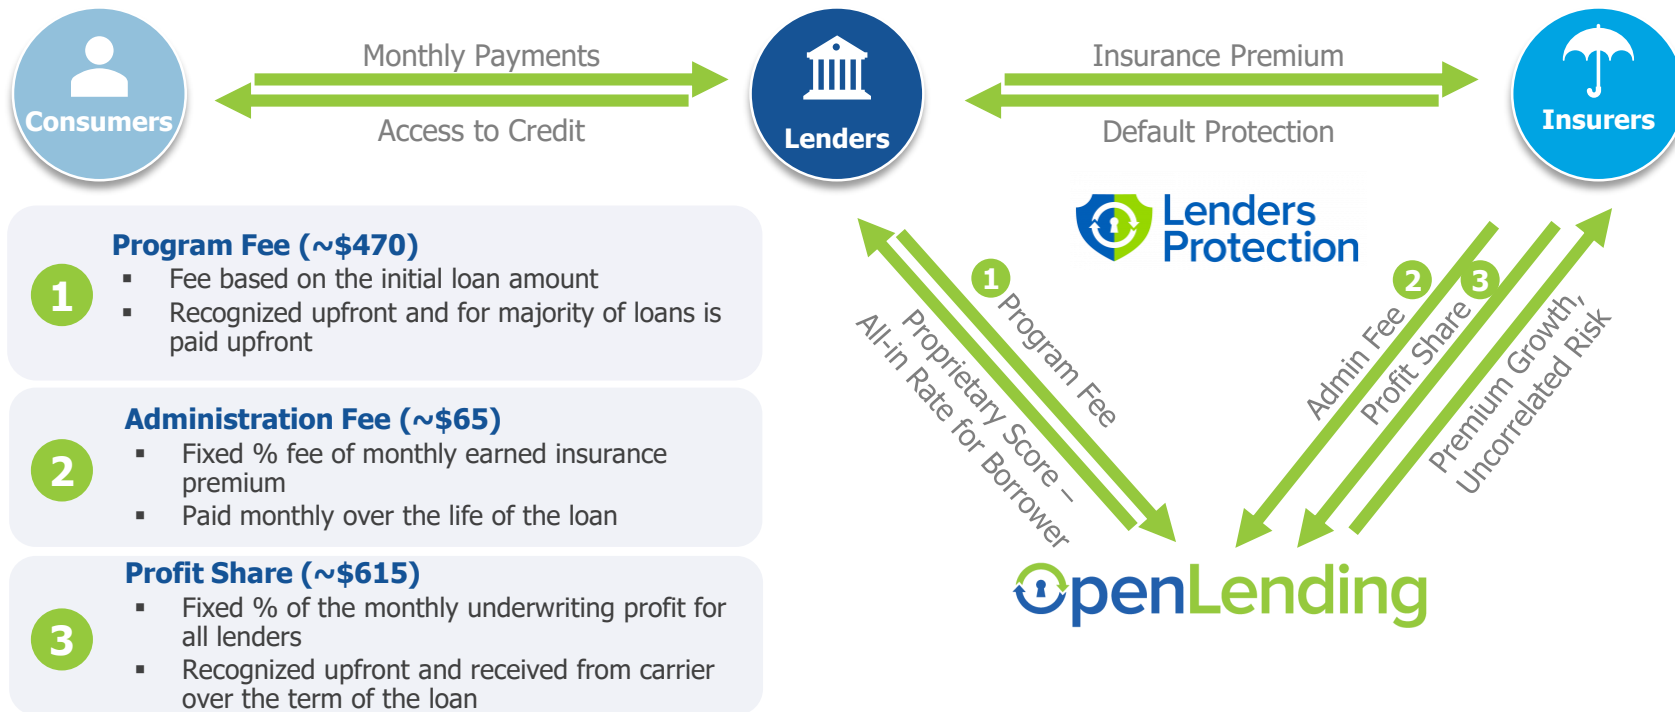 Consumers
Monthly Payments
Access to Credit
Lenders
Insurance Premium
Default Protection
Insurers
Lenders
Protection
1
Program Fee (~$470)
▪ Fee based on the initial loan amount
▪ Recognized upfront and for majority of loans is
paid upfront
2
Administration Fee (~$65)
▪ Fixed % fee of monthly earned insurance
premium
▪ Paid monthly over the life of the loan
3
Profit Share (~$615)
▪ Fixed % of the monthly underwriting profit for
all lenders
▪ Recognized upfront and received from carrier
over the term of the loan
1
Program Fee
Proprietary Score –
All-in Rate for Borrower
2
Admin Fee
3
Profit Share
Premium Growth,
Uncorrelated Risk
OpenLending